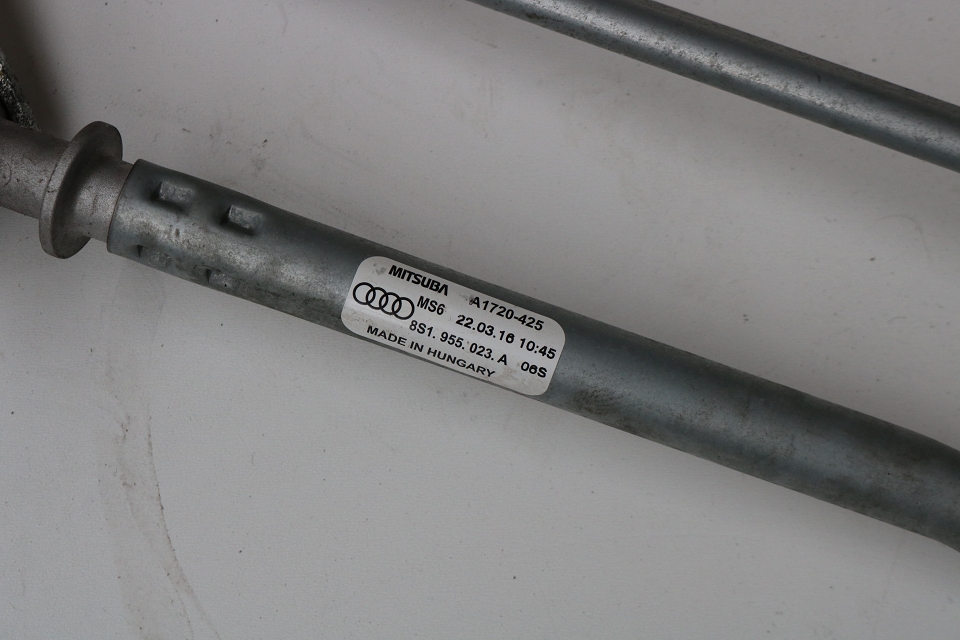 MITSUBA A1720-425
MS6 22.03.16 10:45
8S1. 955. 023. A 06S
MADE IN HUNGARY